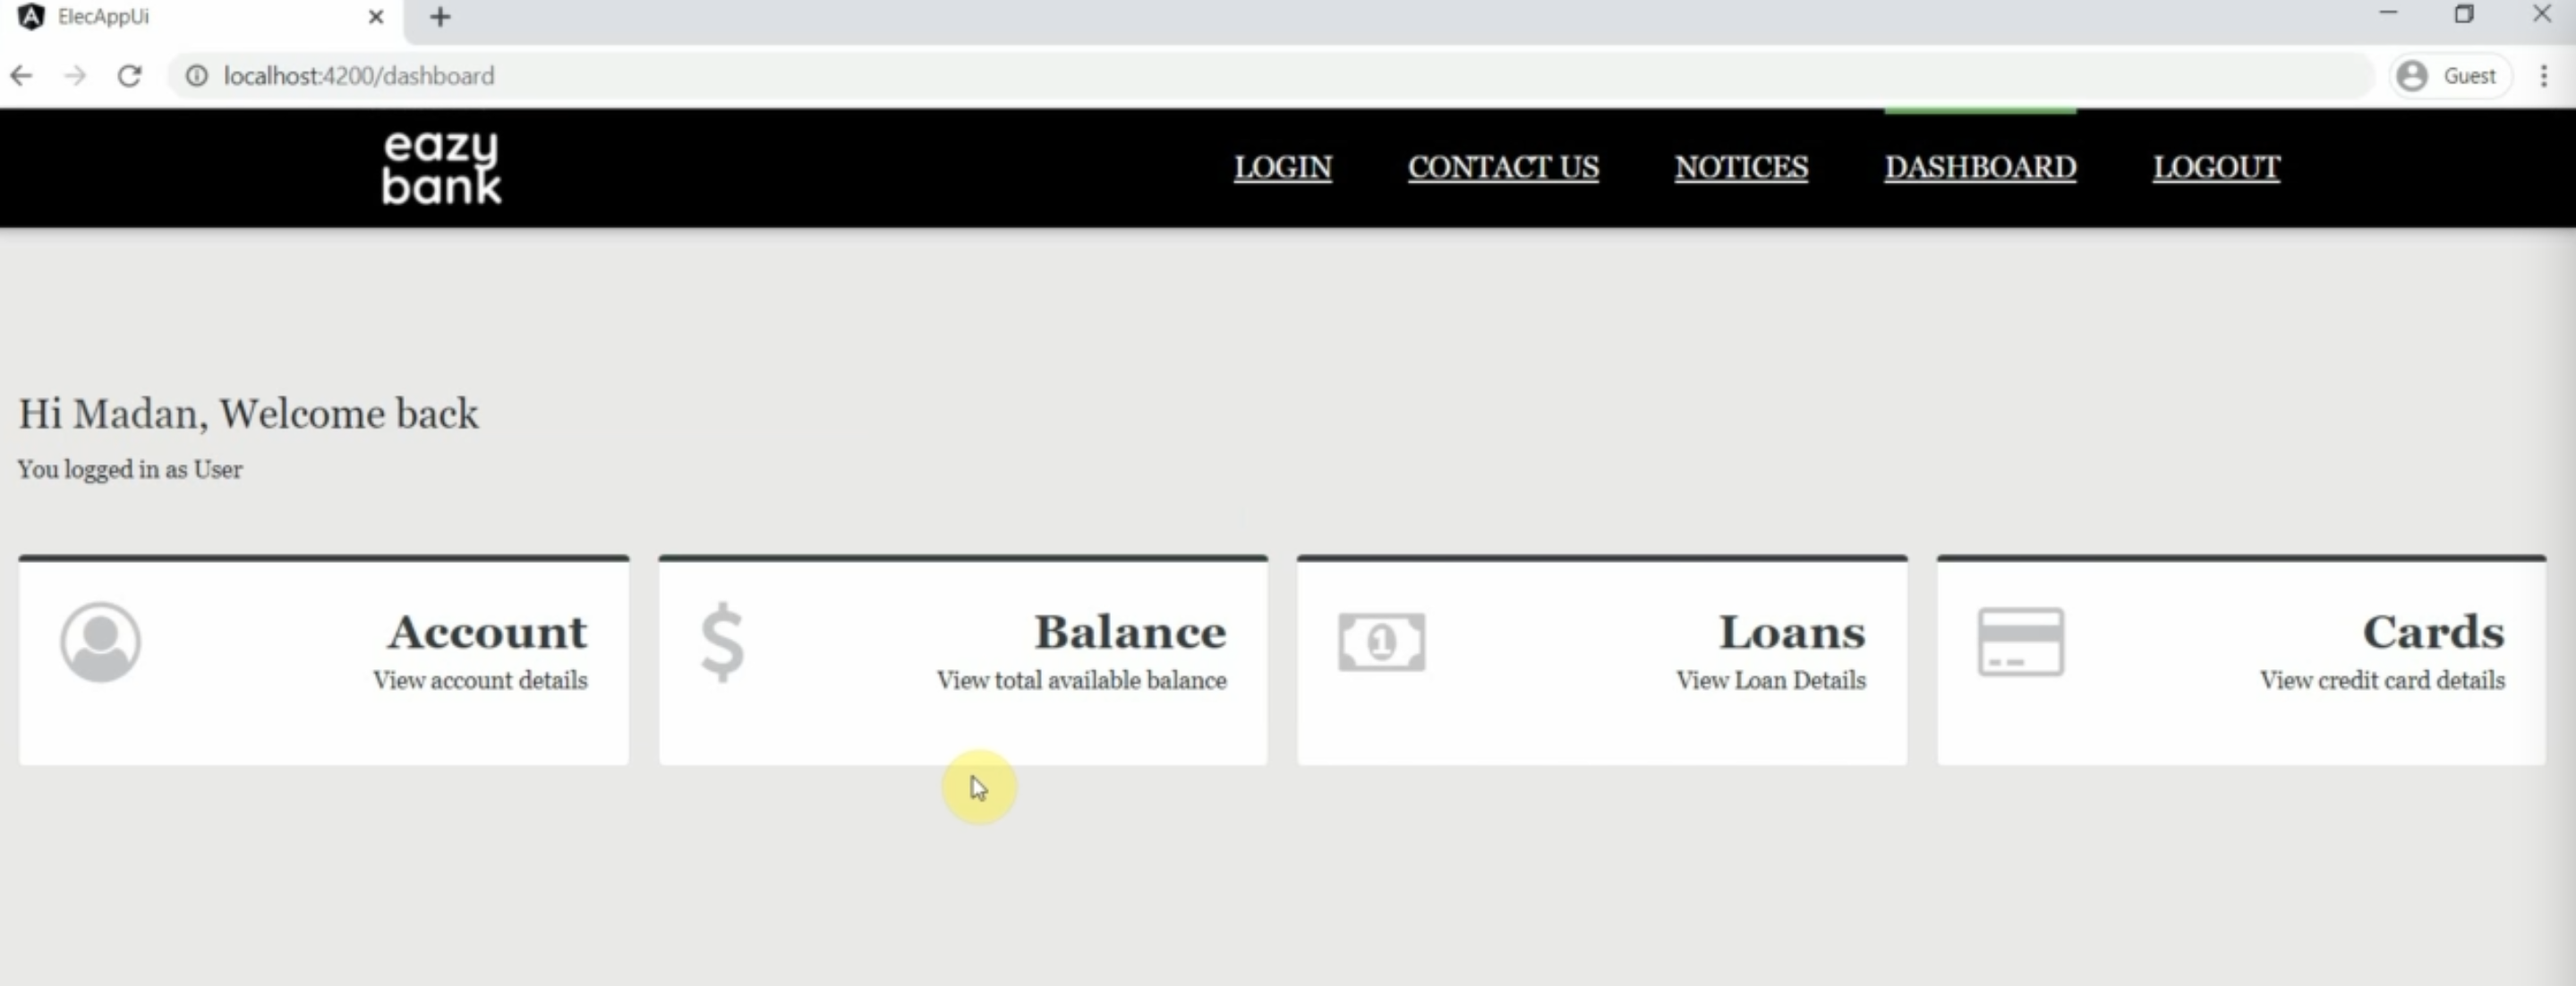 ElecAppUi
localhost:4200/dashboard
Guest
eazy
bank
LOGIN
CONTACT US
NOTICES
DASHBOARD
LOGOUT
Hi Madan, Welcome back
You logged in as User
Account
View account details
$
Balance
View total available balance
1
Loans
View Loan Details
Cards
View credit card details